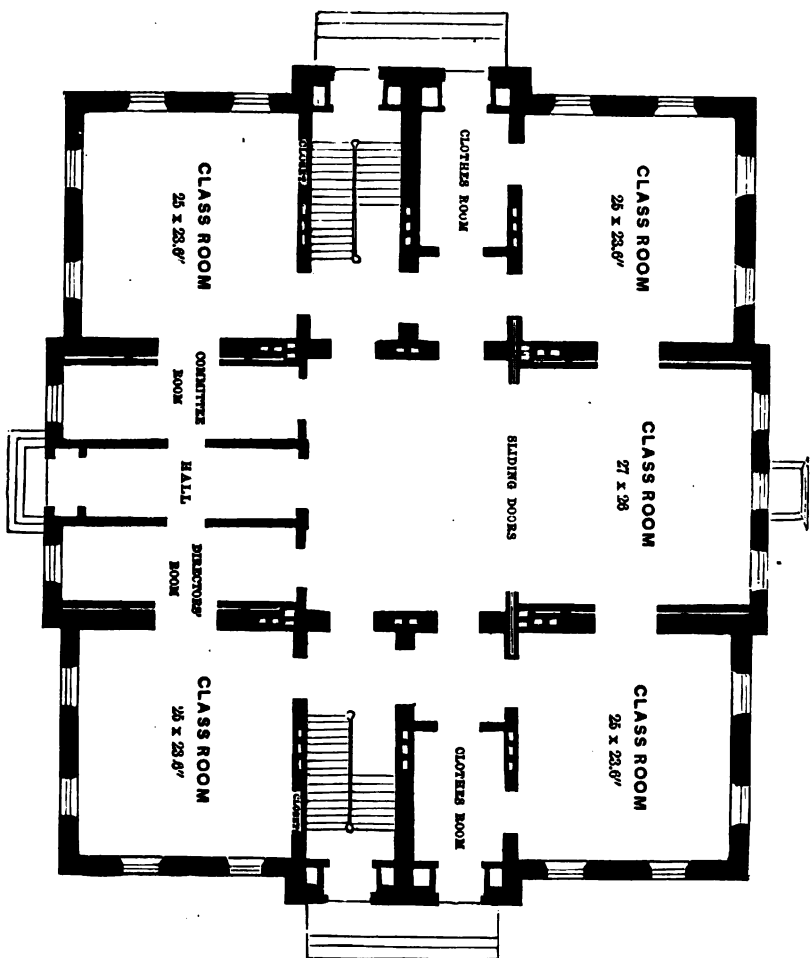 CLASS ROOM
25 x 23.6"
CLASS ROOM
27 x 26
CLASS ROOM
25 x 23.6"
CLOTHES ROOM
SLIDING DOORS
CLOTHES ROOM
CLOSET
CLOSET
CLASS ROOM
25 x 23.6"
COMMITTEE
ROOM
HALL
DIRECTORS'
ROOM
CLASS ROOM
25 x 23.6"